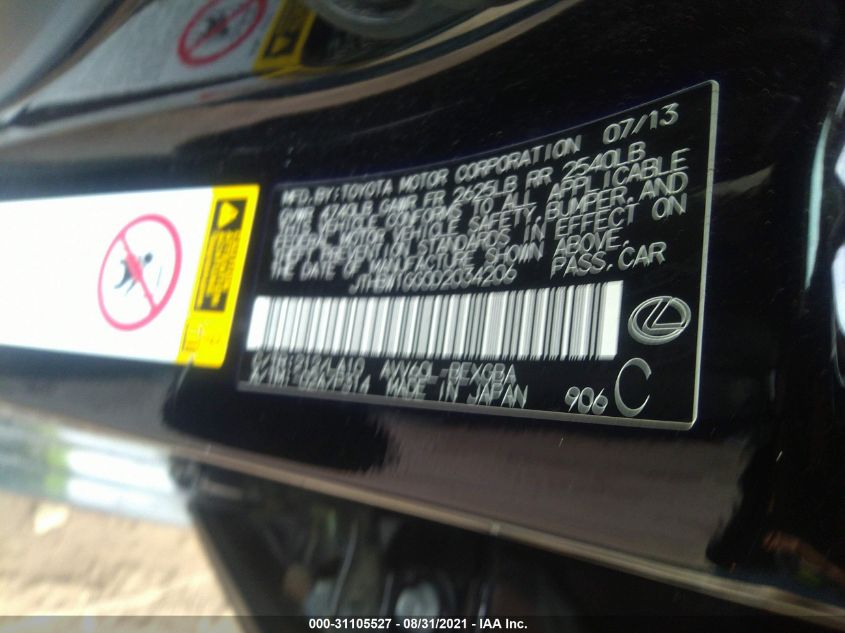 MFD.BY:TOYOTA MOTOR CORPORATION 07/13
GVWR 4740LB GAWR FR 2625LB RR 2540LB
THIS VEHICLE CONFORMS TO ALL APPLICABLE
FEDERAL MOTOR VEHICLE SAFETY, BUMPER, AND
THEFT PREVENTION STANDARDS IN EFFECT ON
THE DATE OF MANUFACTURE SHOWN ABOVE.
PASS.CAR
AVV60L-BEXGBA
MADE IN JAPAN 906
C
000-31105527 - 08/31/2021 - IAA Inc.